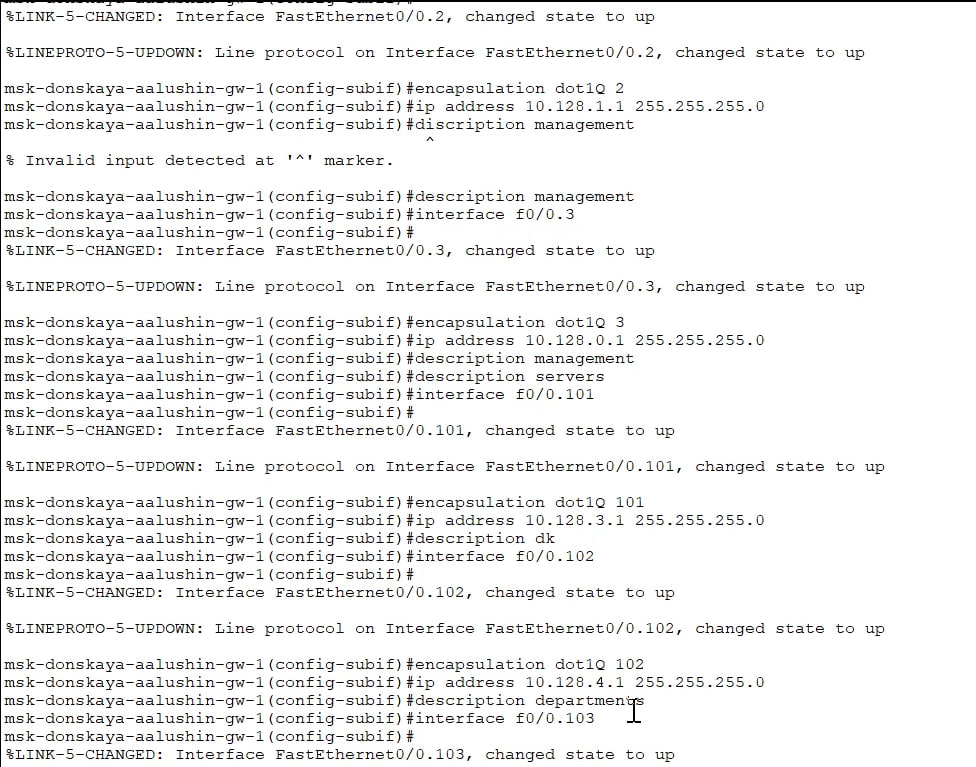 %LINK-5-CHANGED: Interface FastEthernet0/0.2, changed state to up
%LINEPROTO-5-UPDOWN: Line protocol on Interface FastEthernet0/0.2, changed state to up
msk-donskaya-aalushin-gw-1(config-subif)#encapsulation dot1Q 2
msk-donskaya-aalushin-gw-1(config-subif)#ip address 10.128.1.1 255.255.255.0
msk-donskaya-aalushin-gw-1(config-subif)#discription management
^
% Invalid input detected at '^' marker.
msk-donskaya-aalushin-gw-1(config-subif)#description management
msk-donskaya-aalushin-gw-1(config-subif)#interface f0/0.3
msk-donskaya-aalushin-gw-1(config-subif)#
%LINK-5-CHANGED: Interface FastEthernet0/0.3, changed state to up
%LINEPROTO-5-UPDOWN: Line protocol on Interface FastEthernet0/0.3, changed state to up
msk-donskaya-aalushin-gw-1(config-subif)#encapsulation dot1Q 3
msk-donskaya-aalushin-gw-1(config-subif)#ip address 10.128.0.1 255.255.255.0
msk-donskaya-aalushin-gw-1(config-subif)#description management
msk-donskaya-aalushin-gw-1(config-subif)#description servers
msk-donskaya-aalushin-gw-1(config-subif)#interface f0/0.101
msk-donskaya-aalushin-gw-1(config-subif)#
%LINK-5-CHANGED: Interface FastEthernet0/0.101, changed state to up
%LINEPROTO-5-UPDOWN: Line protocol on Interface FastEthernet0/0.101, changed state to up
msk-donskaya-aalushin-gw-1(config-subif)#encapsulation dot1Q 101
msk-donskaya-aalushin-gw-1(config-subif)#ip address 10.128.3.1 255.255.255.0
msk-donskaya-aalushin-gw-1(config-subif)#description dk
msk-donskaya-aalushin-gw-1(config-subif)#interface f0/0.102
msk-donskaya-aalushin-gw-1(config-subif)#
%LINK-5-CHANGED: Interface FastEthernet0/0.102, changed state to up
%LINEPROTO-5-UPDOWN: Line protocol on Interface FastEthernet0/0.102, changed state to up
msk-donskaya-aalushin-gw-1(config-subif)#encapsulation dot1Q 102
msk-donskaya-aalushin-gw-1(config-subif)#ip address 10.128.4.1 255.255.255.0
msk-donskaya-aalushin-gw-1(config-subif)#description departments
msk-donskaya-aalushin-gw-1(config-subif)#interface f0/0.103
msk-donskaya-aalushin-gw-1(config-subif)#
%LINK-5-CHANGED: Interface FastEthernet0/0.103, changed state to up